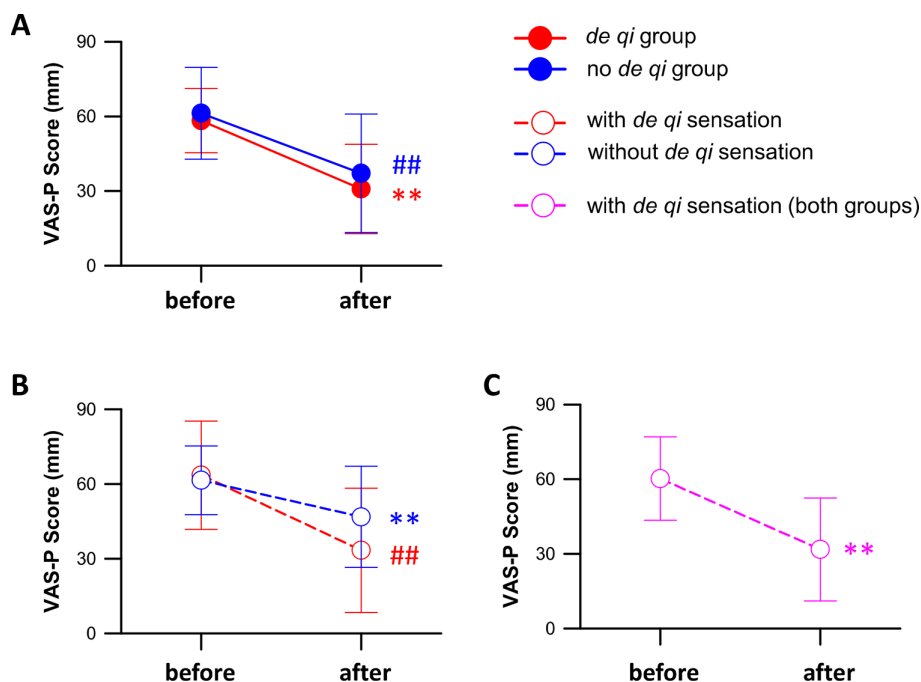 A
90
60
30
0
VAS-P Score (mm)
before after
##
**
de qi group
no de qi group
with de qi sensation
without de qi sensation
with de qi sensation (both groups)
B
90
60
30
0
VAS-P Score (mm)
before after
**
##
C
90
60
30
0
VAS-P Score (mm)
before after
**